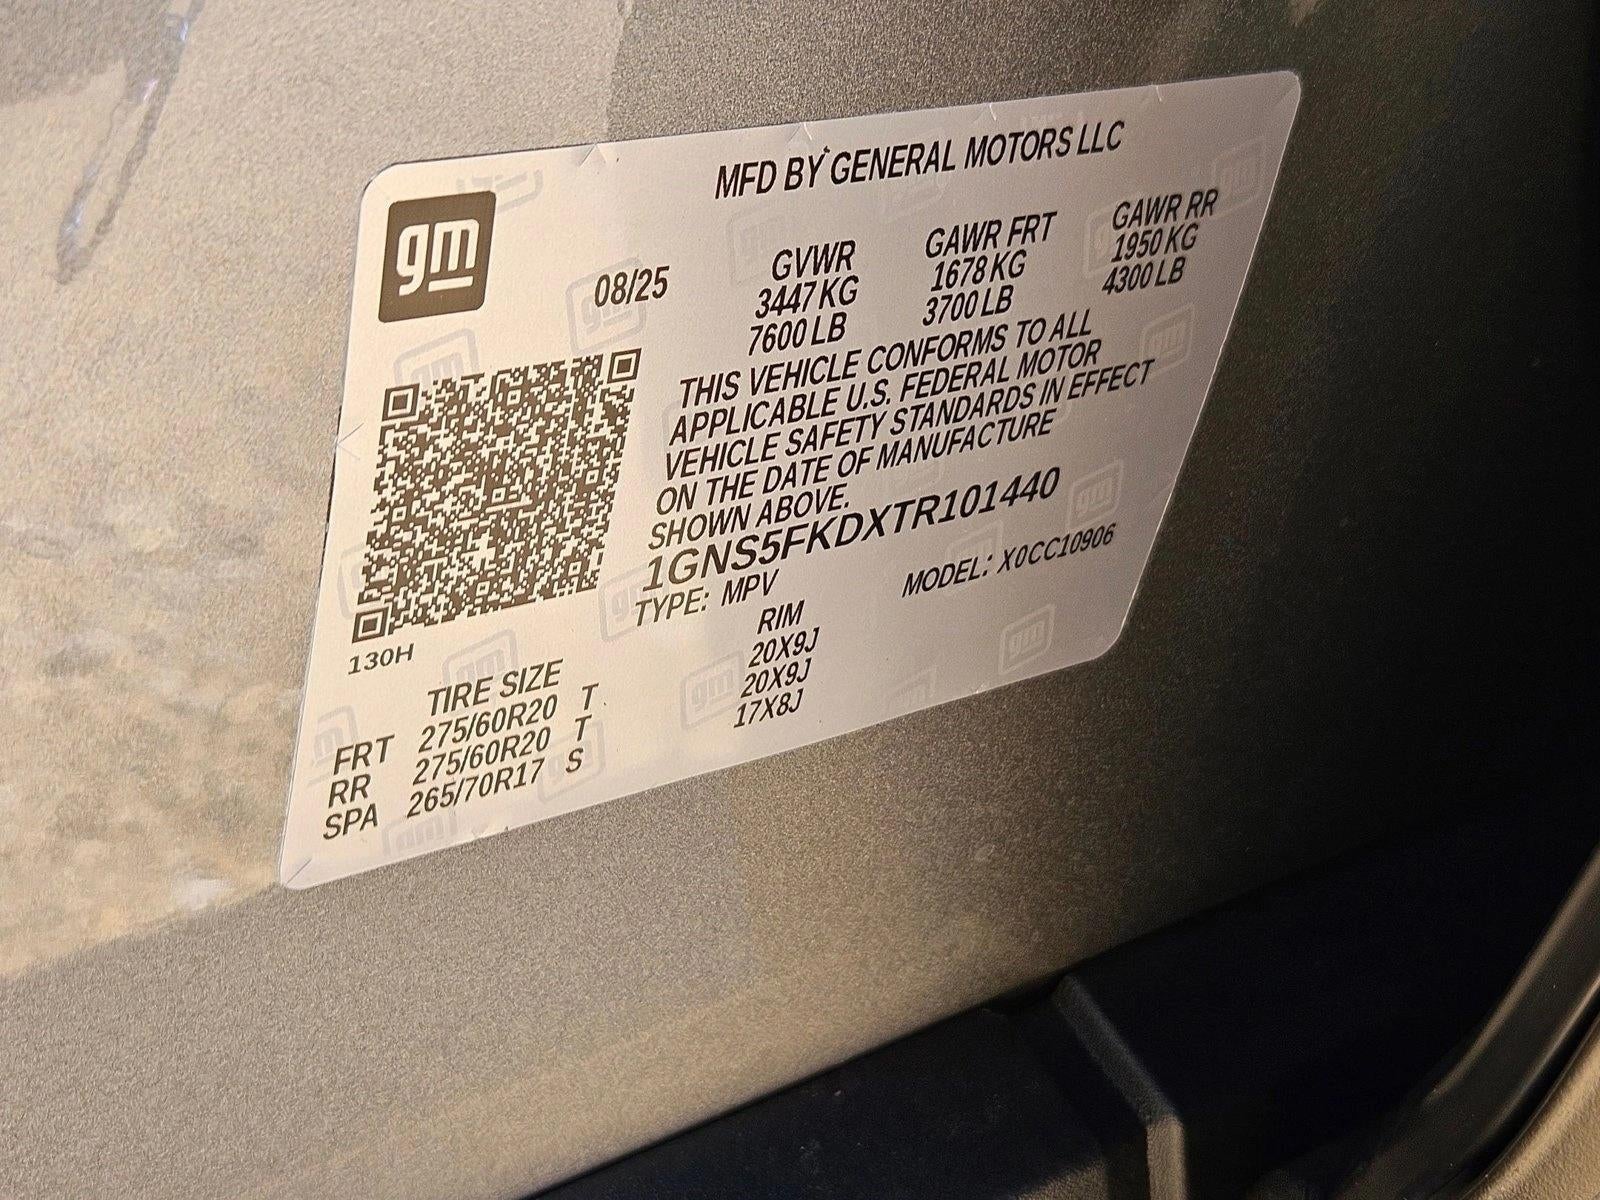 MFD BY GENERAL MOTORS LLC
gm
08/25
GVWR
3447 KG
7600 LB
GAWR FRT
1678 KG
3700 LB
GAWR RR
1950 KG
4300 LB
THIS VEHICLE CONFORMS TO ALL
APPLICABLE U.S. FEDERAL MOTOR
VEHICLE SAFETY STANDARDS IN EFFECT
ON THE DATE OF MANUFACTURE
SHOWN ABOVE.
1GNS5FKDXTR101440
TYPE: MPV
MODEL: X0CC10906
130H
TIRE SIZE RIM
FRT 275/60R20 T 20X9J
RR 275/60R20 T 20X9J
SPA 265/70R17 S 17X8J